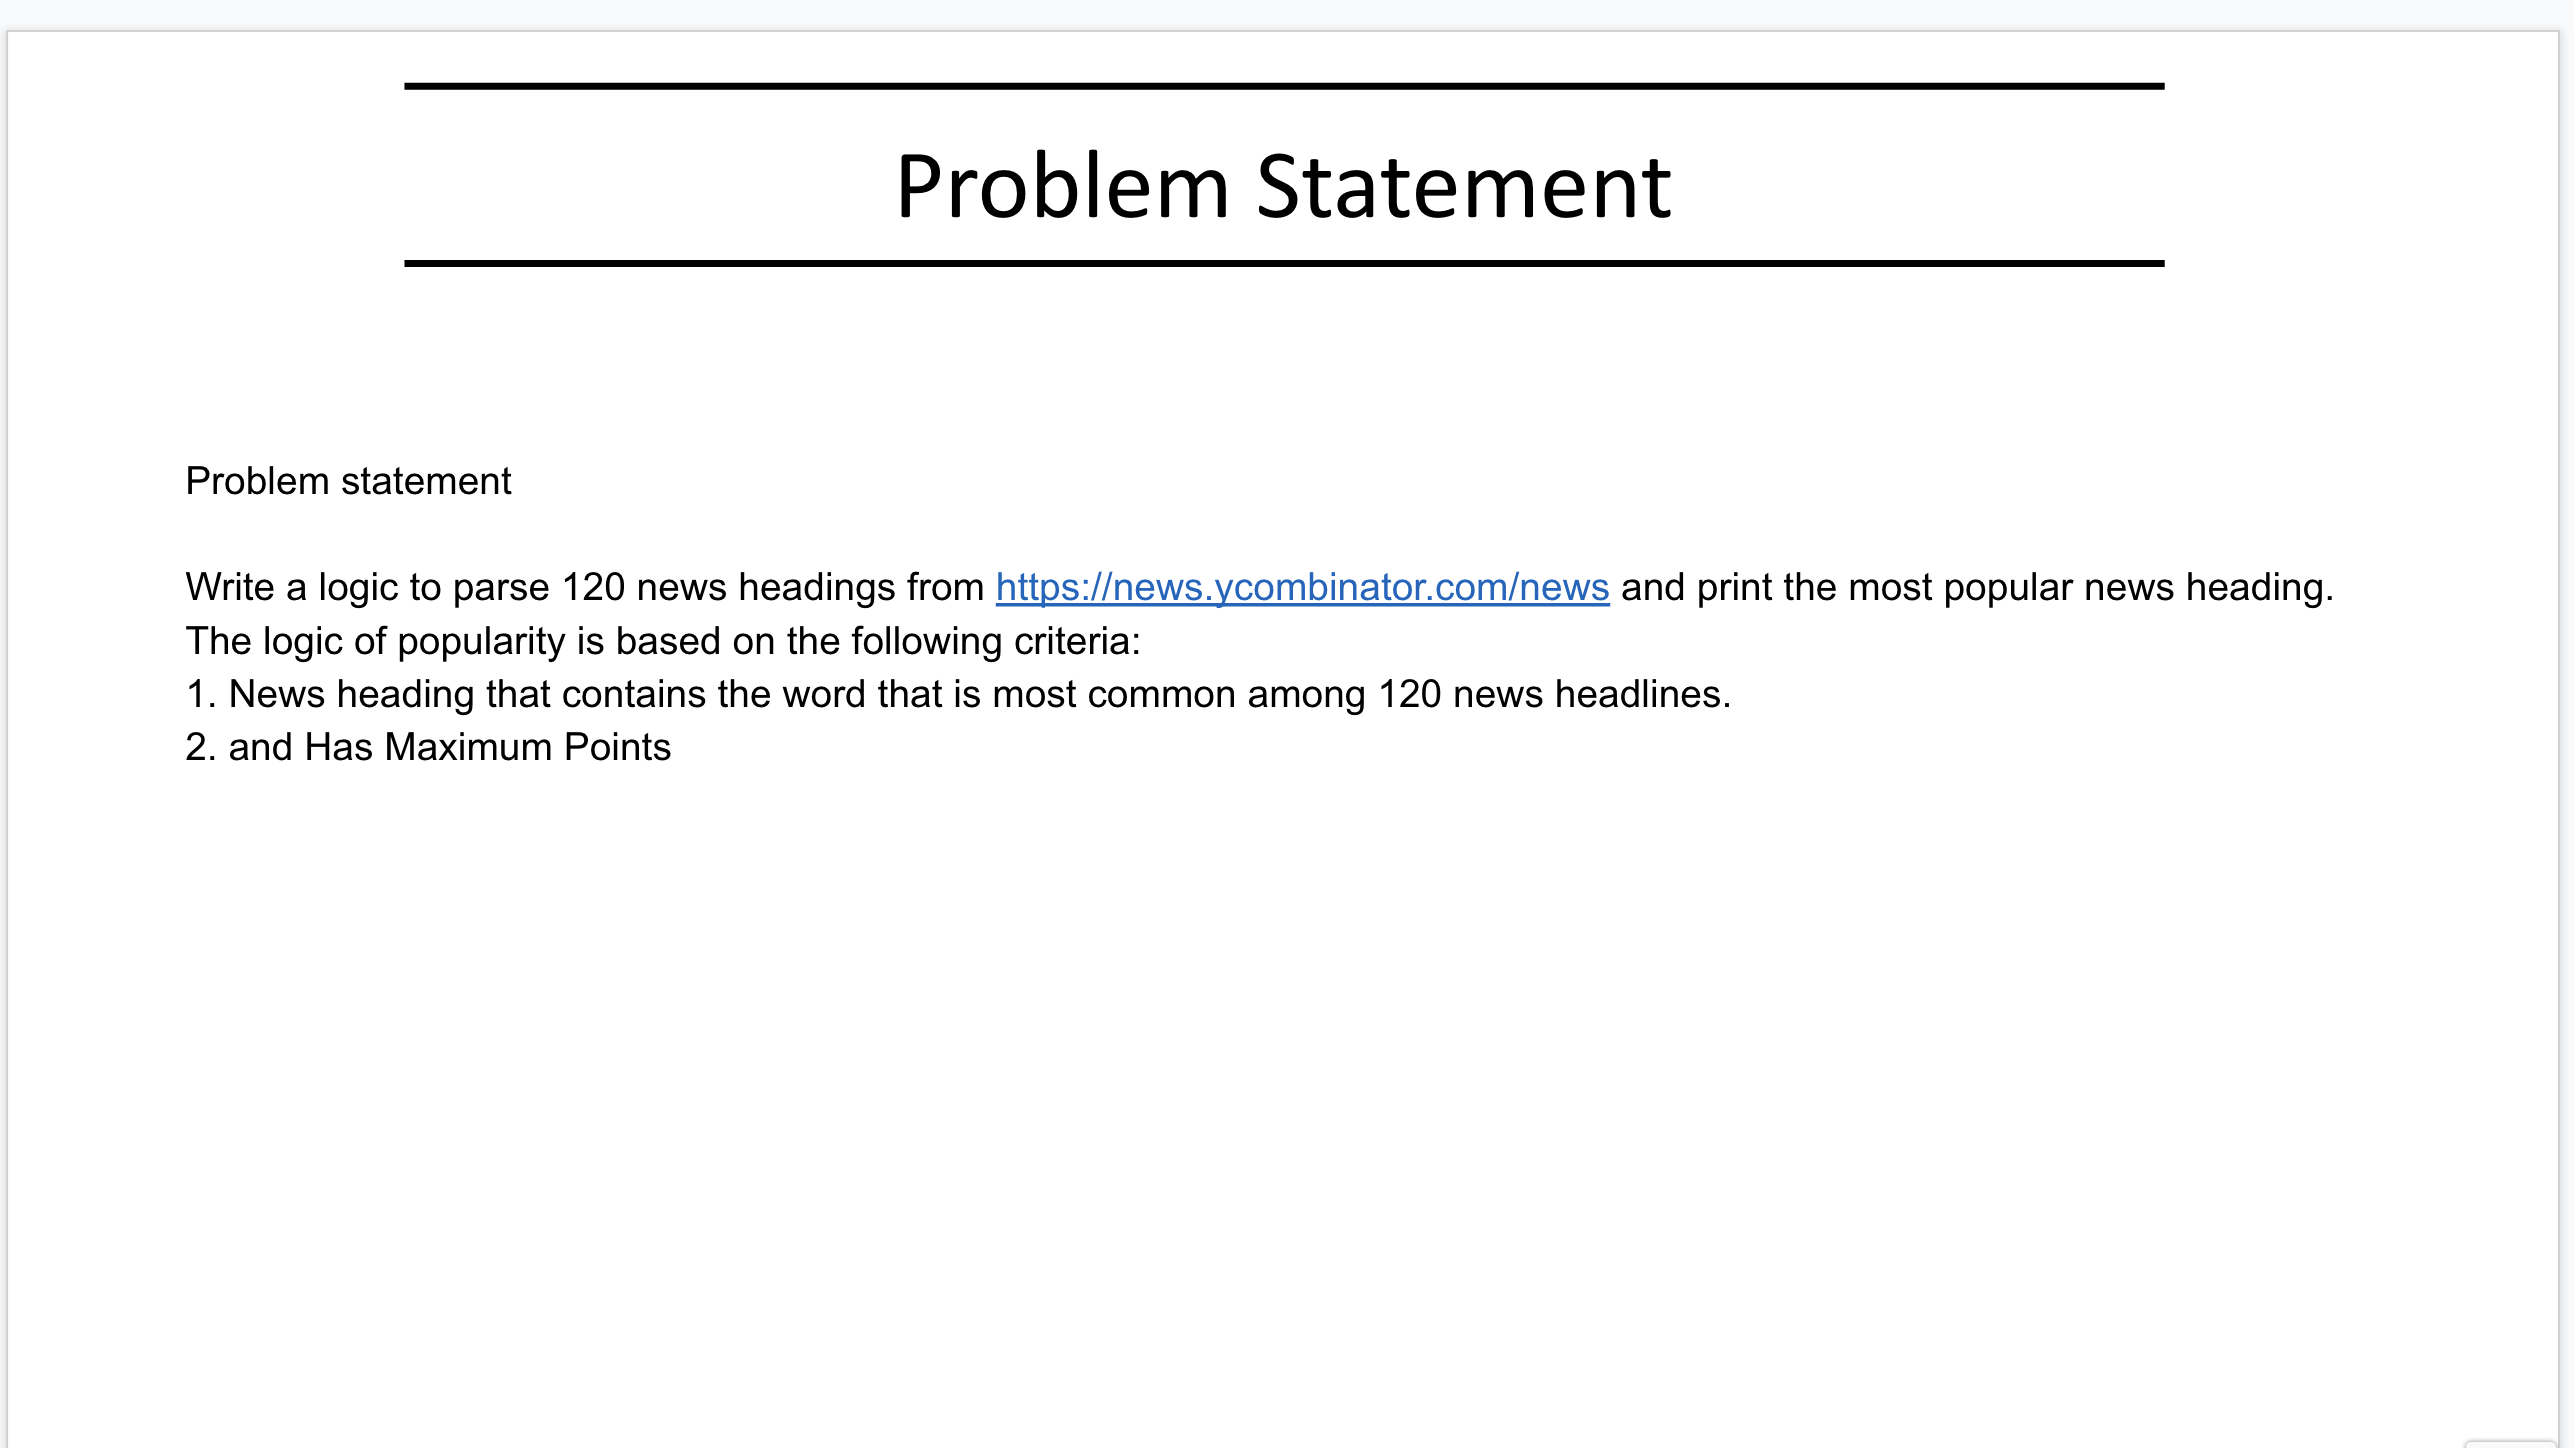 Problem Statement
Problem statement
Write a logic to parse 120 news headings from https://news.ycombinator.com/news and print the most popular news heading.
The logic of popularity is based on the following criteria:
1. News heading that contains the word that is most common among 120 news headlines.
2. and Has Maximum Points